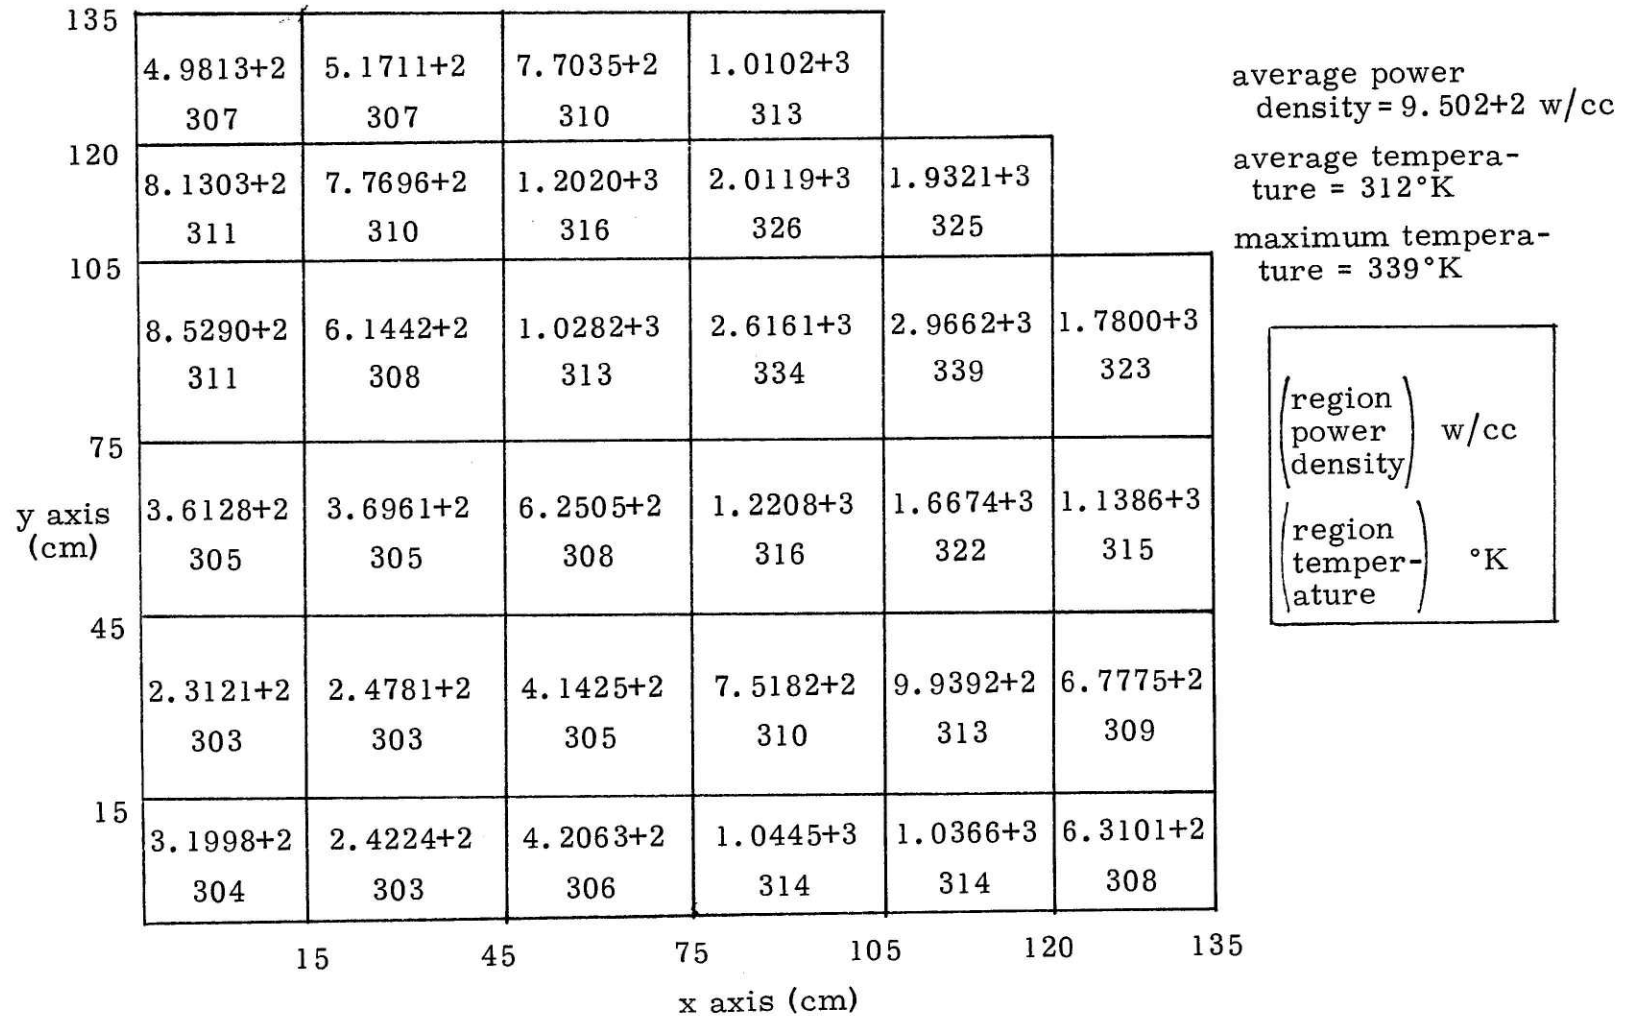 135
4.9813+2 5.1711+2 7.7035+2 1.0102+3
307 307 310 313
120
8.1303+2 7.7696+2 1.2020+3 2.0119+3 1.9321+3
311 310 316 326 325
105
8.5290+2 6.1442+2 1.0282+3 2.6161+3 2.9662+3 1.7800+3
311 308 313 334 339 323
75
3.6128+2 3.6961+2 6.2505+2 1.2208+3 1.6674+3 1.1386+3
305 305 308 316 322 315
y axis
(cm)
45
2.3121+2 2.4781+2 4.1425+2 7.5182+2 9.9392+2 6.7775+2
303 303 305 310 313 309
15
3.1998+2 2.4224+2 4.2063+2 1.0445+3 1.0366+3 6.3101+2
304 303 306 314 314 308
15 45 75 105 120 135
x axis (cm)
average power
density = 9.502+2 w/cc
average tempera-
ture = 312°K
maximum tempera-
ture = 339°K
(region
power
density) w/cc
(region
temper-
ature) °K